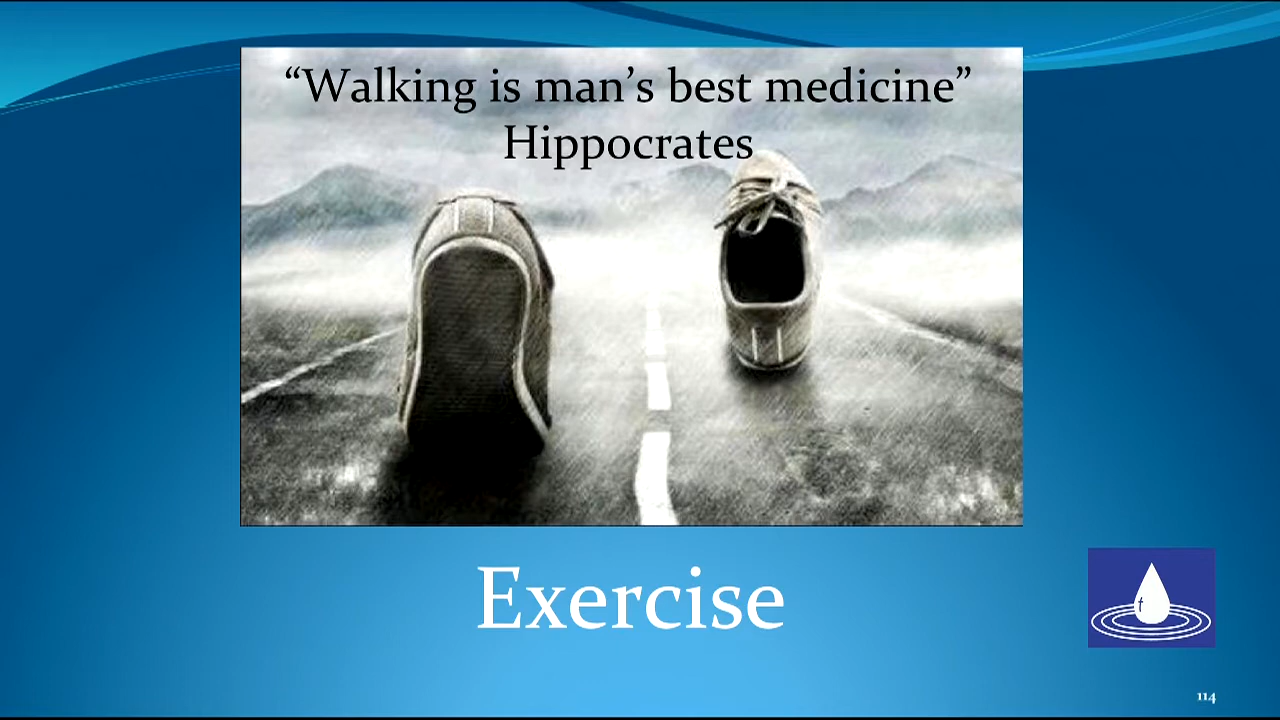 “Walking is man’s best medicine”
Hippocrates
Exercise
t
114